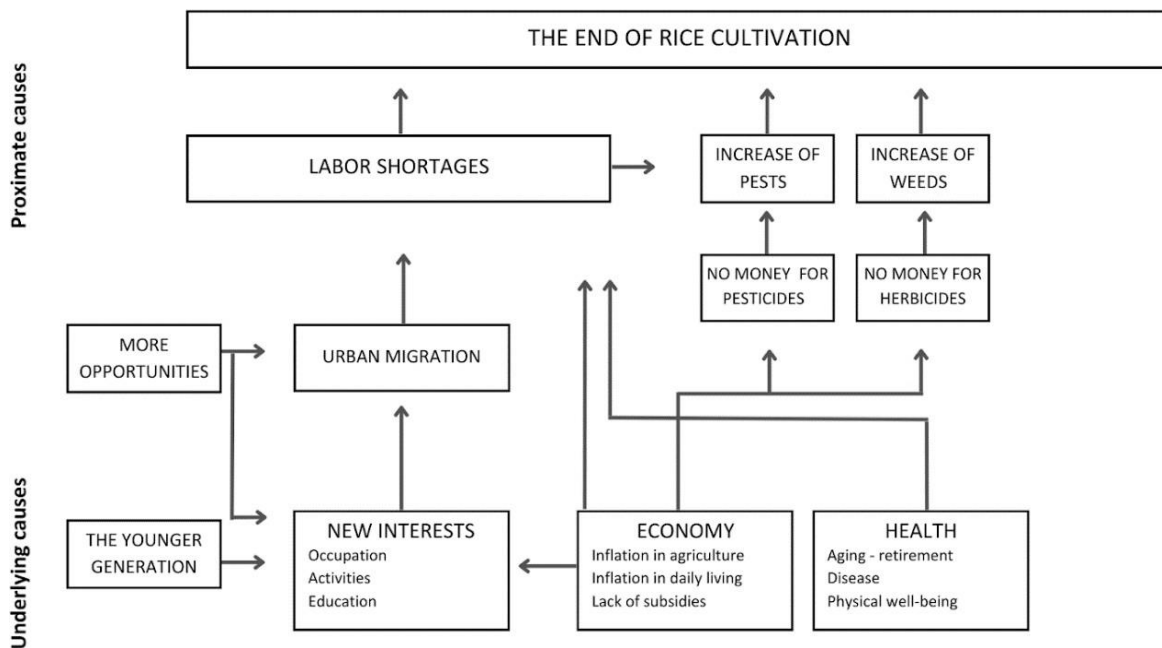 THE END OF RICE CULTIVATION
Proximate causes
LABOR SHORTAGES
INCREASE OF
PESTS
INCREASE OF
WEEDS
NO MONEY FOR
PESTICIDES
NO MONEY FOR
HERBICIDES
MORE
OPPORTUNITIES
URBAN MIGRATION
Underlying causes
THE YOUNGER
GENERATION
NEW INTERESTS
Occupation
Activities
Education
ECONOMY
Inflation in agriculture
Inflation in daily living
Lack of subsidies
HEALTH
Aging - retirement
Disease
Physical well-being